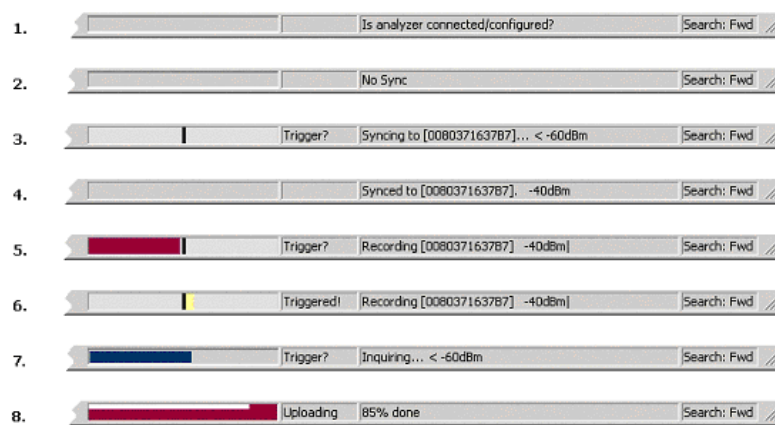 1. Is analyzer connected/configured? Search: Fwd
2. No Sync Search: Fwd
3. Trigger? Syncing to [0080371637B7]... < -60dBm Search: Fwd
4. Synced to [0080371637B7]. -40dBm Search: Fwd
5. Trigger? Recording [0080371637B7] -40dBm| Search: Fwd
6. Triggered! Recording [0080371637B7] -40dBm| Search: Fwd
7. Trigger? Inquiring... < -60dBm Search: Fwd
8. Uploading 85% done Search: Fwd